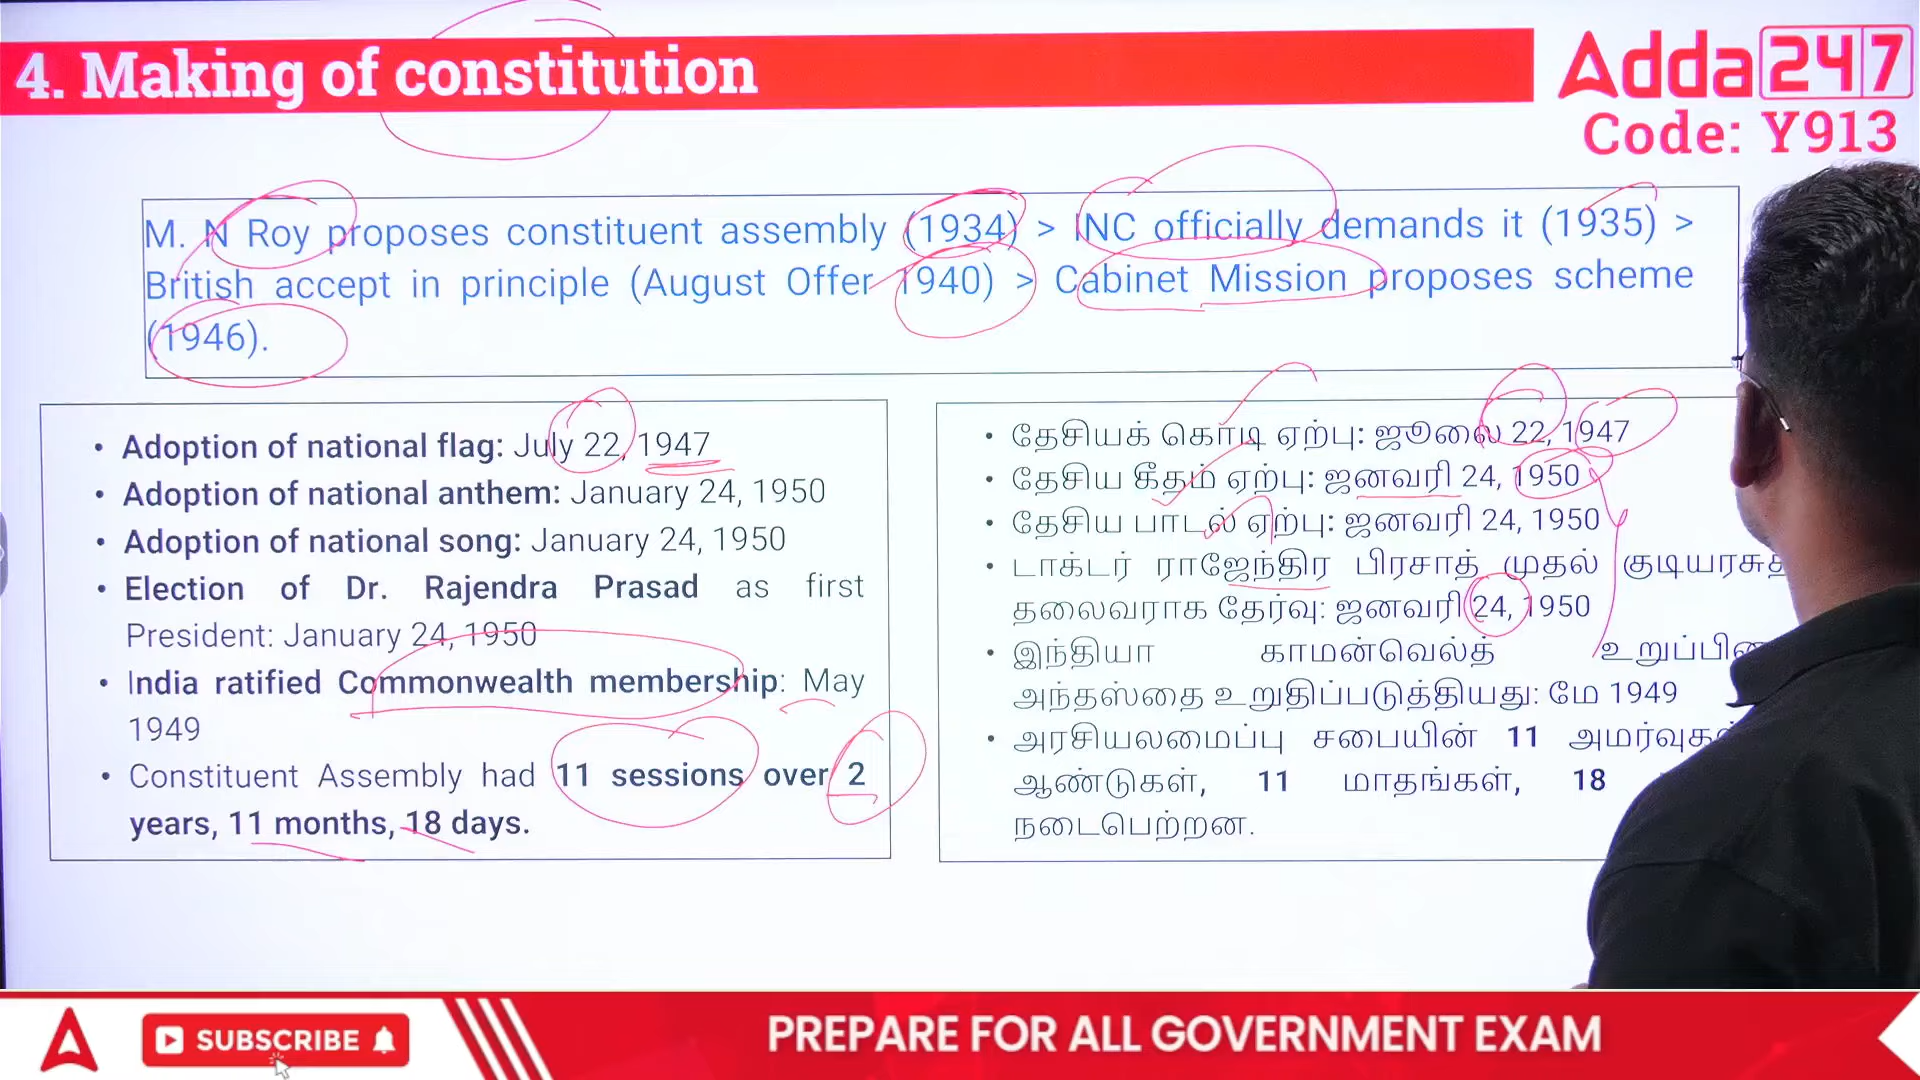 4. Making of constitution
Adda247
Code: Y913
M. N Roy proposes constituent assembly (1934) > INC officially demands it (1935) >
British accept in principle (August Offer 1940) > Cabinet Mission proposes scheme
(1946).
• Adoption of national flag: July 22, 1947
• Adoption of national anthem: January 24, 1950
• Adoption of national song: January 24, 1950
• Election of Dr. Rajendra Prasad as first
President: January 24, 1950
• India ratified Commonwealth membership: May
1949
• Constituent Assembly had 11 sessions over 2
years, 11 months, 18 days.
• தேசியக் கொடி ஏற்பு: ஜூலை 22, 1947
• தேசிய கீதம் ஏற்பு: ஜனவரி 24, 1950
• தேசிய பாடல் ஏற்பு: ஜனவரி 24, 1950
• டாக்டர் ராஜேந்திர பிரசாத் முதல்
தலைவராக தேர்வு: ஜனவரி 24, 1950
• இந்தியா காமன்வெல்த்
அந்தஸ்தை உறுதிப்படுத்தியது: மே 1949
• அரசியலமைப்பு சபையின் 11
ஆண்டுகள், 11 மாதங்கள், 18
நடைபெற்றன.
SUBSCRIBE
PREPARE FOR ALL GOVERNMENT EXAM